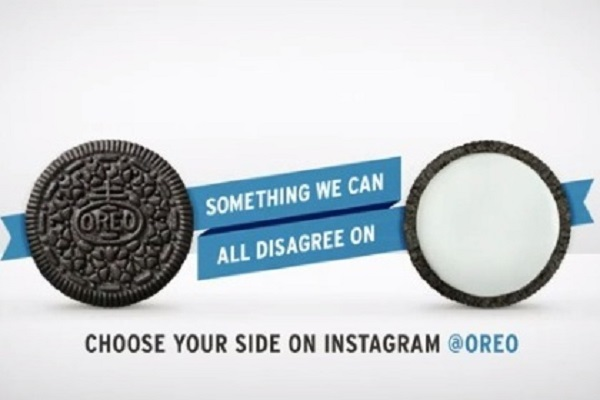 OREO
SOMETHING WE CAN
ALL DISAGREE ON
CHOOSE YOUR SIDE ON INSTAGRAM @OREO